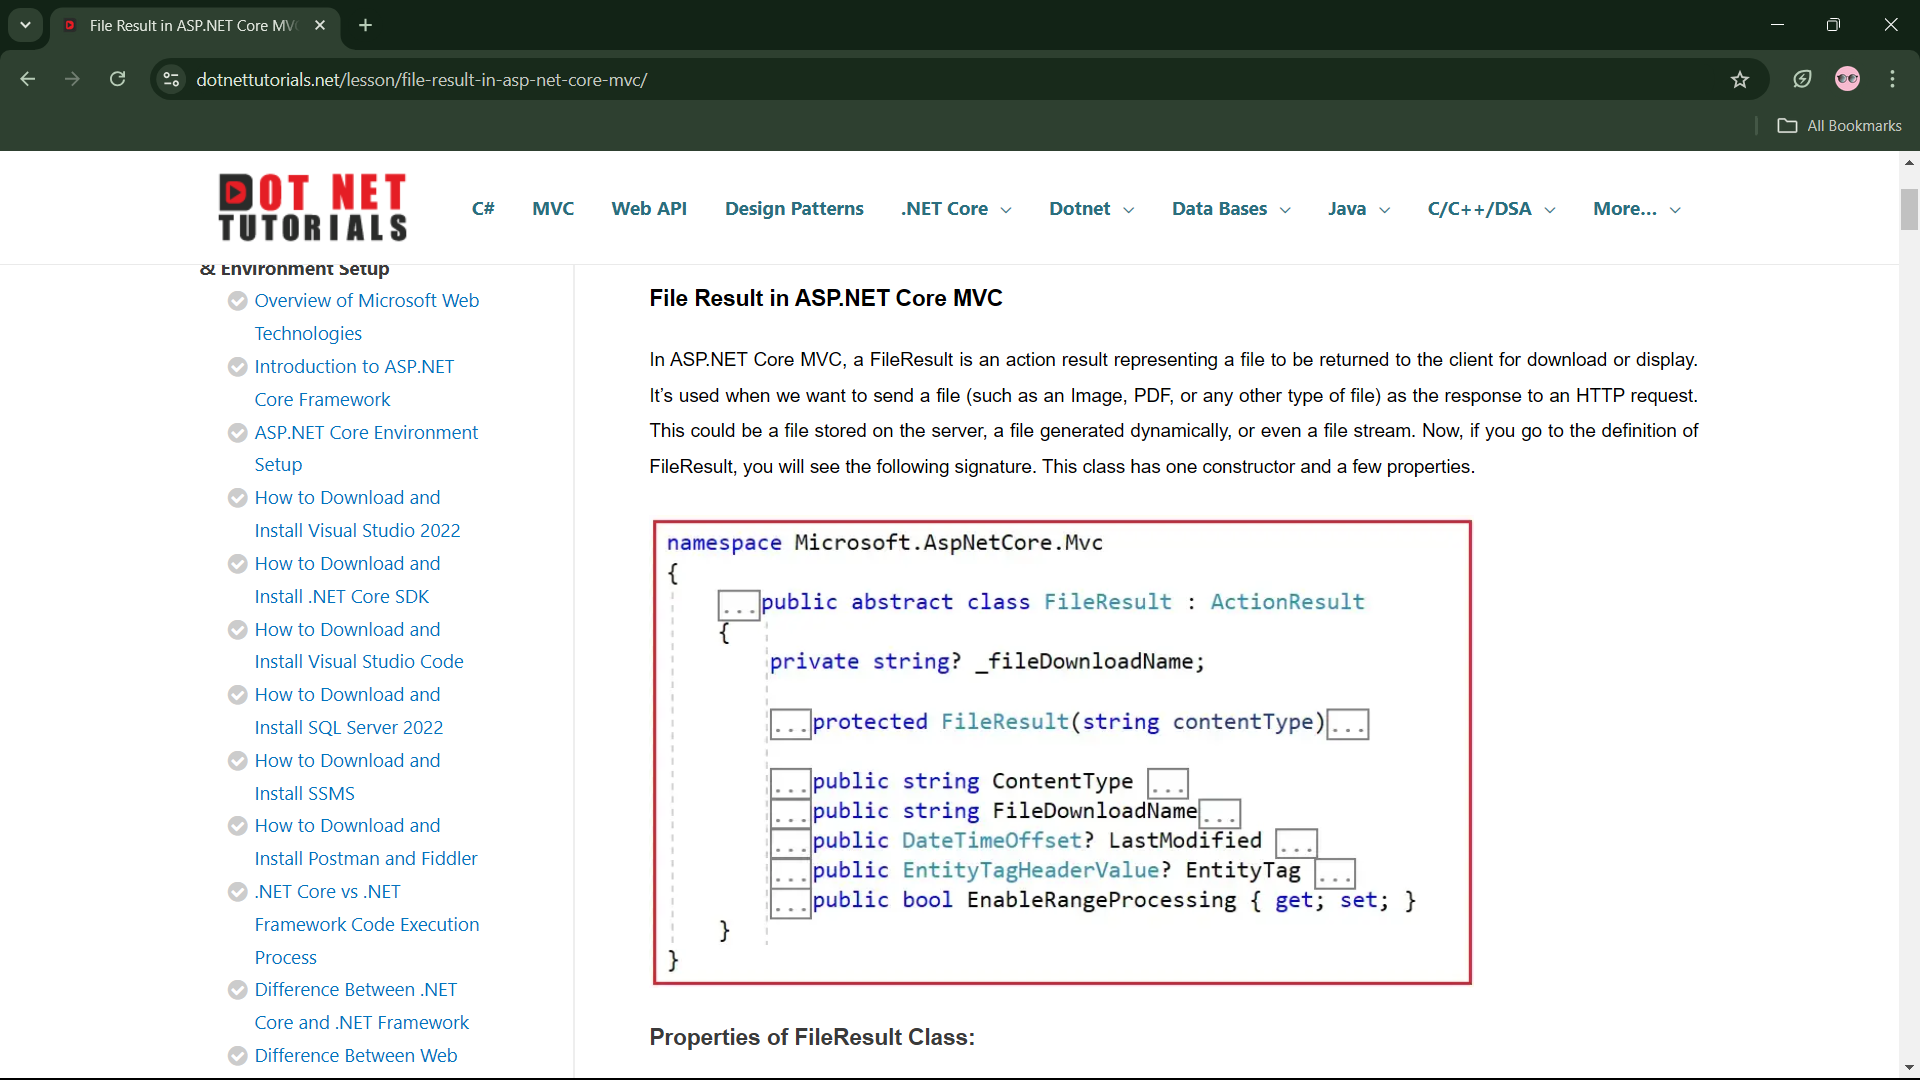 File Result in ASP.NET Core MV
dotnettutorials.net/lesson/file-result-in-asp-net-core-mvc/
All Bookmarks
DOT NET
TUTORIALS
C# MVC Web API Design Patterns .NET Core Dotnet Data Bases Java C/C++/DSA More...
& Environment Setup
Overview of Microsoft Web
Technologies
Introduction to ASP.NET
Core Framework
ASP.NET Core Environment
Setup
How to Download and
Install Visual Studio 2022
How to Download and
Install .NET Core SDK
How to Download and
Install Visual Studio Code
How to Download and
Install SQL Server 2022
How to Download and
Install SSMS
How to Download and
Install Postman and Fiddler
.NET Core vs .NET
Framework Code Execution
Process
Difference Between .NET
Core and .NET Framework
Difference Between Web
File Result in ASP.NET Core MVC
In ASP.NET Core MVC, a FileResult is an action result representing a file to be returned to the client for download or display.
It’s used when we want to send a file (such as an Image, PDF, or any other type of file) as the response to an HTTP request.
This could be a file stored on the server, a file generated dynamically, or even a file stream. Now, if you go to the definition of
FileResult, you will see the following signature. This class has one constructor and a few properties.
namespace Microsoft.AspNetCore.Mvc
{
...public abstract class FileResult : ActionResult
{
private string? _fileDownloadName;
...protected FileResult(string contentType)...
...public string ContentType ...
...public string FileDownloadName...
...public DateTimeOffset? LastModified ...
...public EntityTagHeaderValue? EntityTag ...
...public bool EnableRangeProcessing { get; set; }
}
}
Properties of FileResult Class: